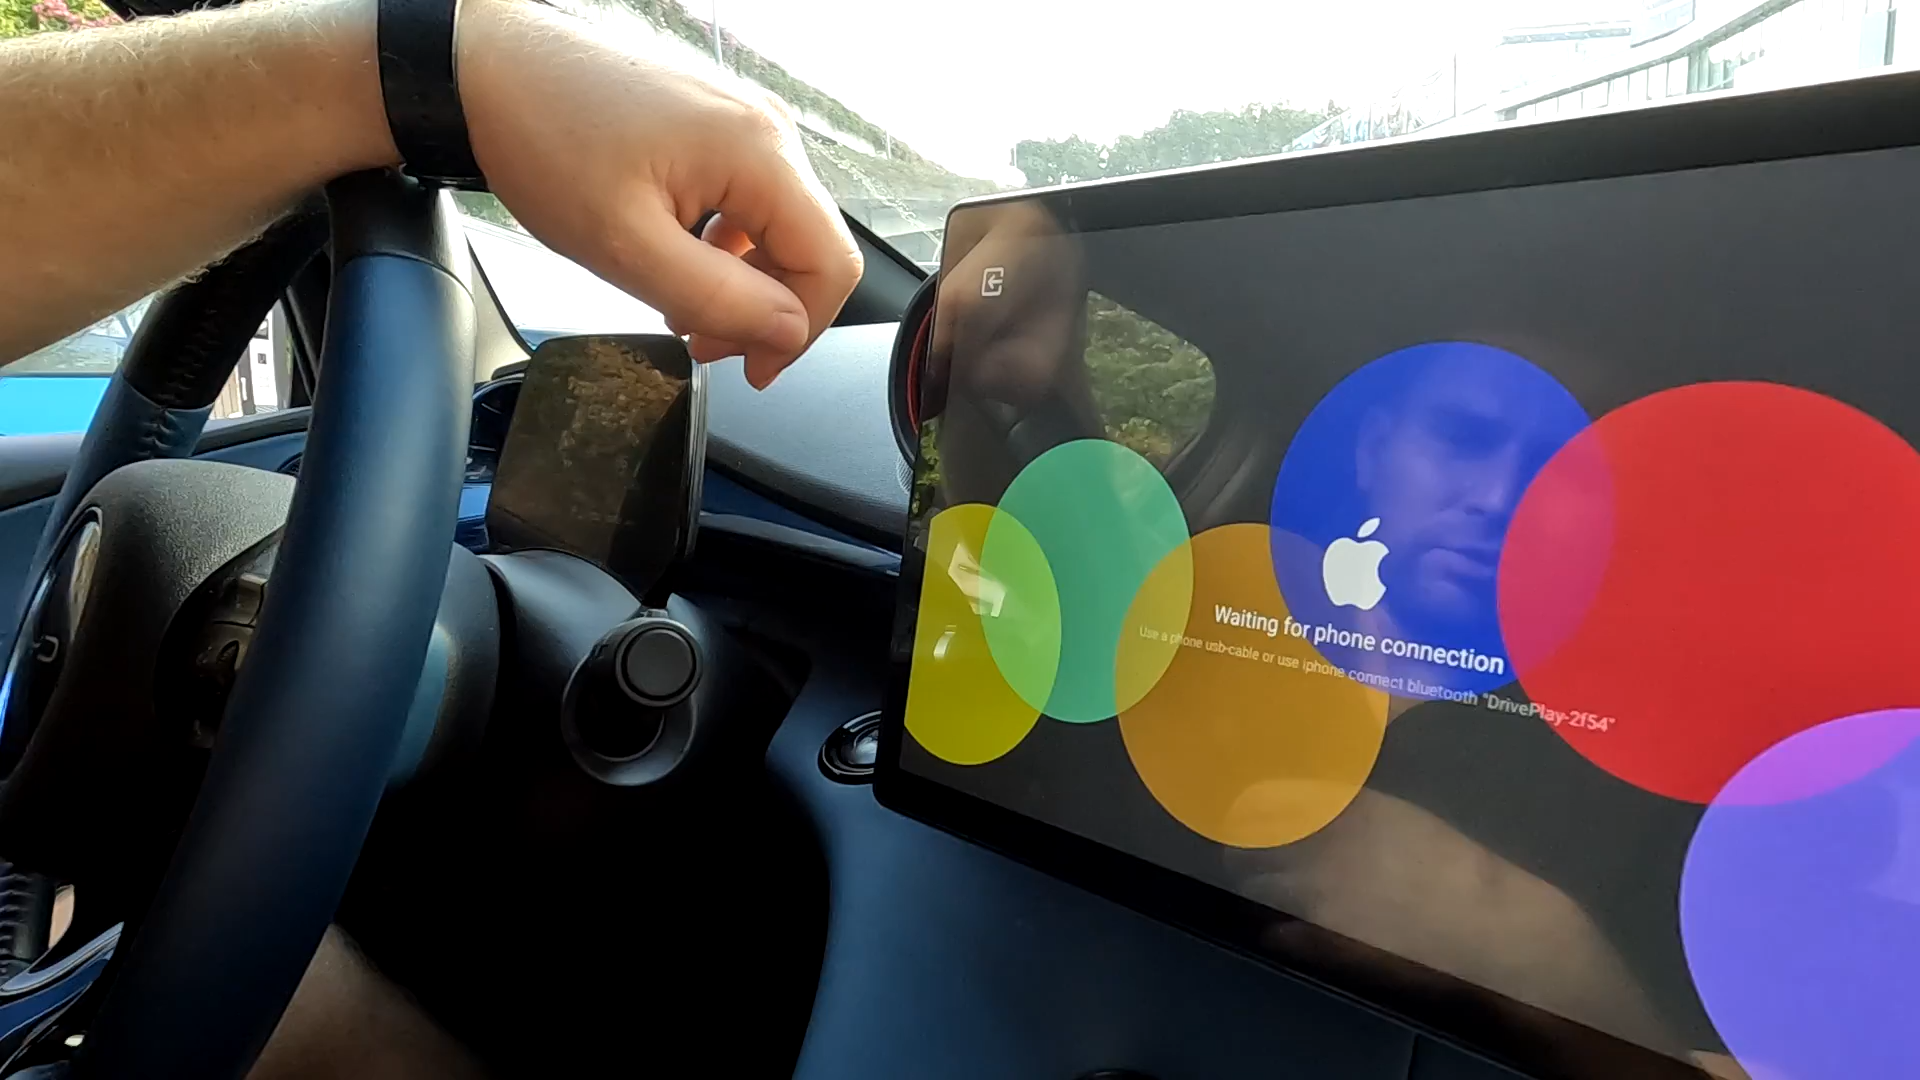 Waiting for phone connection
Use a phone usb-cable or use iphone connect bluetooth "DrivePlay-2f54"